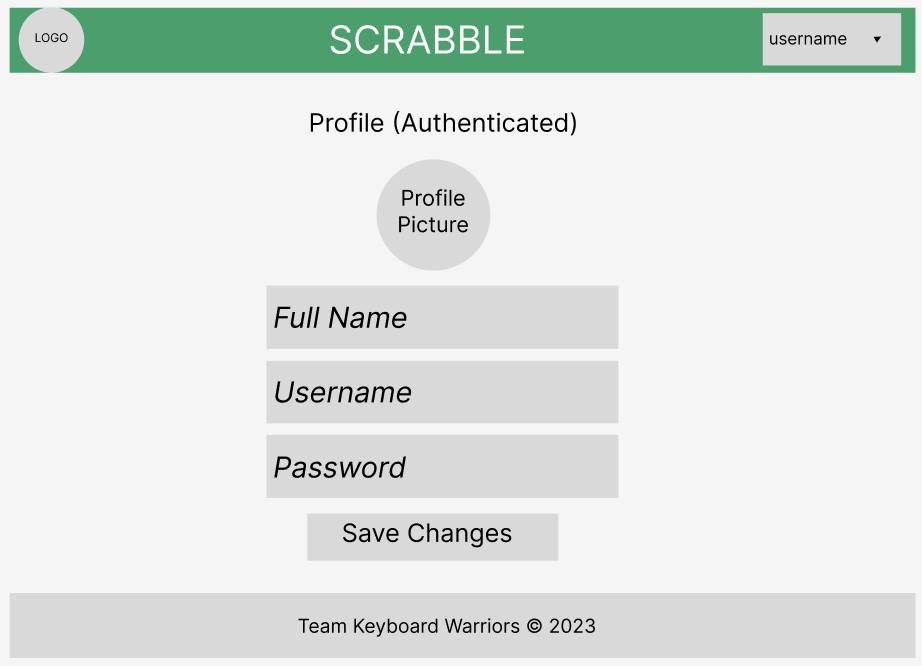 LOGO
SCRABBLE
username
Profile (Authenticated)
Profile
Picture
Full Name
Username
Password
Save Changes
Team Keyboard Warriors © 2023